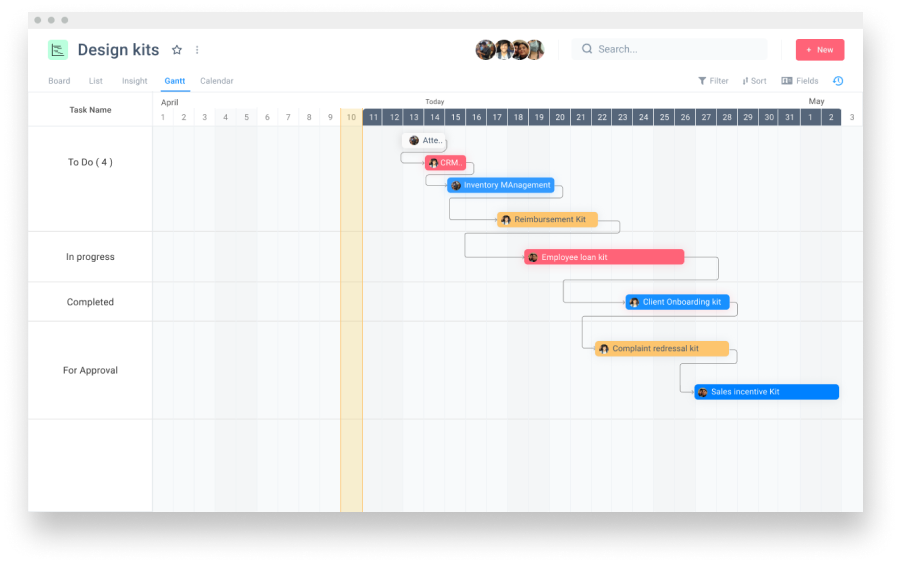 Design kits
Search...
+ New
Board List Insight Gantt Calendar
Filter Sort Fields
Task Name
April Today May
1 2 3 4 5 6 7 8 9 10 11 12 13 14 15 16 17 18 19 20 21 22 23 24 25 26 27 28 29 30 31 1 2 3
Atte..
To Do ( 4 )
CRM..
Inventory MAnagement
Reimbursement Kit
In progress
Employee loan kit
Completed
Client Onboarding kit
Complaint redressal kit
For Approval
Sales incentive Kit